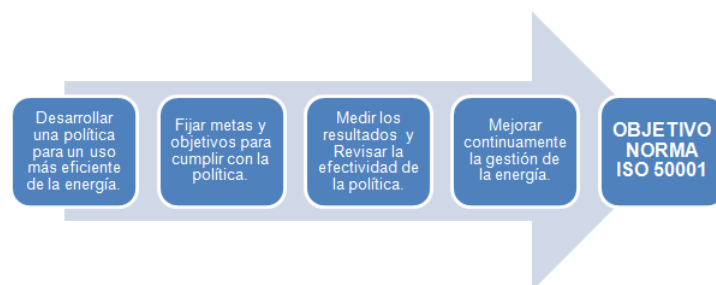 Desarrollar
una política
para un uso
más eficiente
de la energía.
Fijar metas y
objetivos para
cumplir con la
política.
Medir los
resultados y
Revisar la
efectividad de
la política.
Mejorar
continuamente
la gestión de
la energía.
OBJETIVO
NORMA
ISO 50001